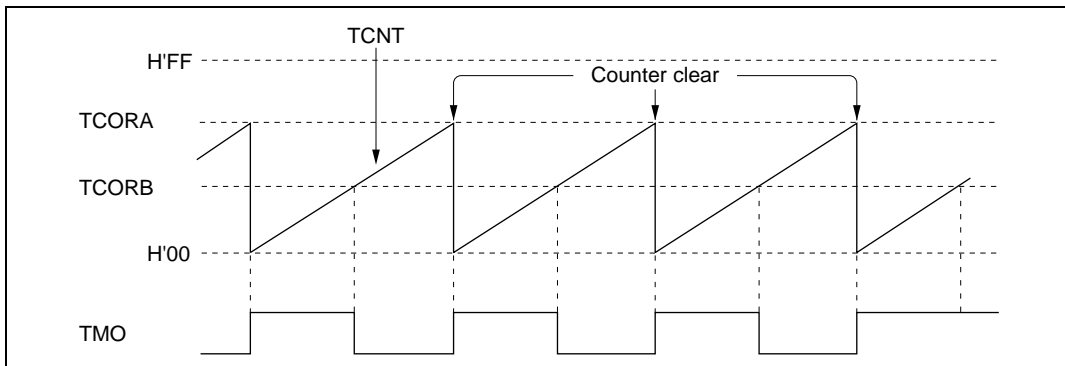 TCNT
H'FF
Counter clear
TCORA
TCORB
H'00
TMO